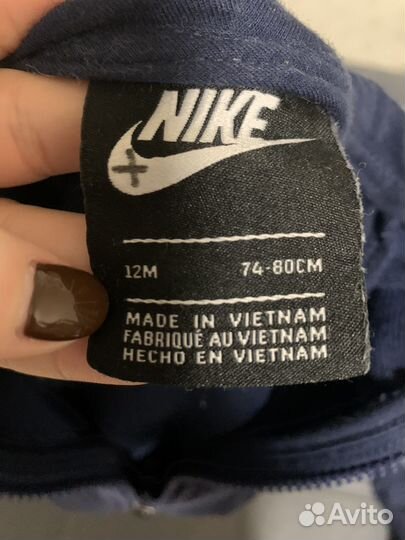 NIKE
12M 74-80CM
MADE IN VIETNAM
FABRIQUÉ AU VIETNAM
HECHO EN VIETNAM
Avito